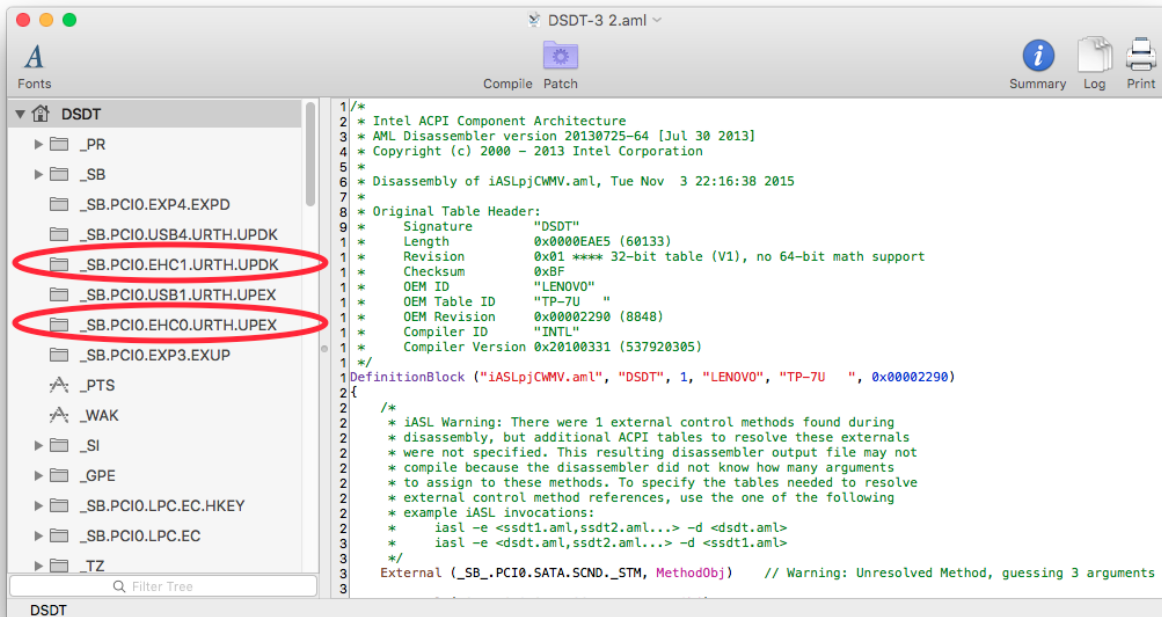 DSDT-3 2.aml
A
Fonts
Compile Patch
i
Summary Log Print
DSDT
_PR
_SB
_SB.PCI0.EXP4.EXPD
_SB.PCI0.USB4.URTH.UPDK
_SB.PCI0.EHC1.URTH.UPDK
_SB.PCI0.USB1.URTH.UPEX
_SB.PCI0.EHC0.URTH.UPEX
_SB.PCI0.EXP3.EXUP
_PTS
_WAK
_SI
_GPE
_SB.PCI0.LPC.EC.HKEY
_SB.PCI0.LPC.EC
_TZ
Filter Tree
DSDT
1 /*
2 * Intel ACPI Component Architecture
3 * AML Disassembler version 20130725-64 [Jul 30 2013]
4 * Copyright (c) 2000 - 2013 Intel Corporation
5 *
6 * Disassembly of iASLpjCWMV.aml, Tue Nov  3 22:16:38 2015
7 *
8 * Original Table Header:
9 *     Signature        "DSDT"
1 *     Length           0x0000EAE5 (60133)
1 *     Revision         0x01 **** 32-bit table (V1), no 64-bit math support
1 *     Checksum         0xBF
1 *     OEM ID           "LENOVO"
1 *     OEM Table ID     "TP-7U   "
1 *     OEM Revision     0x00002290 (8848)
1 *     Compiler ID      "INTL"
1 *     Compiler Version 0x20100331 (537920305)
1 */
1 DefinitionBlock ("iASLpjCWMV.aml", "DSDT", 1, "LENOVO", "TP-7U   ", 0x00002290)
2 {
2     /*
2      * iASL Warning: There were 1 external control methods found during
2      * disassembly, but additional ACPI tables to resolve these externals
2      * were not specified. This resulting disassembler output file may not
2      * compile because the disassembler did not know how many arguments
2      * to assign to these methods. To specify the tables needed to resolve
2      * external control method references, use the one of the following
2      * example iASL invocations:
2      *     iasl -e <ssdt1.aml,ssdt2.aml...> -d <dsdt.aml>
3      *     iasl -e <dsdt.aml,ssdt2.aml...> -d <ssdt1.aml>
3      */
3     External (_SB_.PCI0.SATA.SCND._STM, MethodObj)    // Warning: Unresolved Method, guessing 3 arguments
3